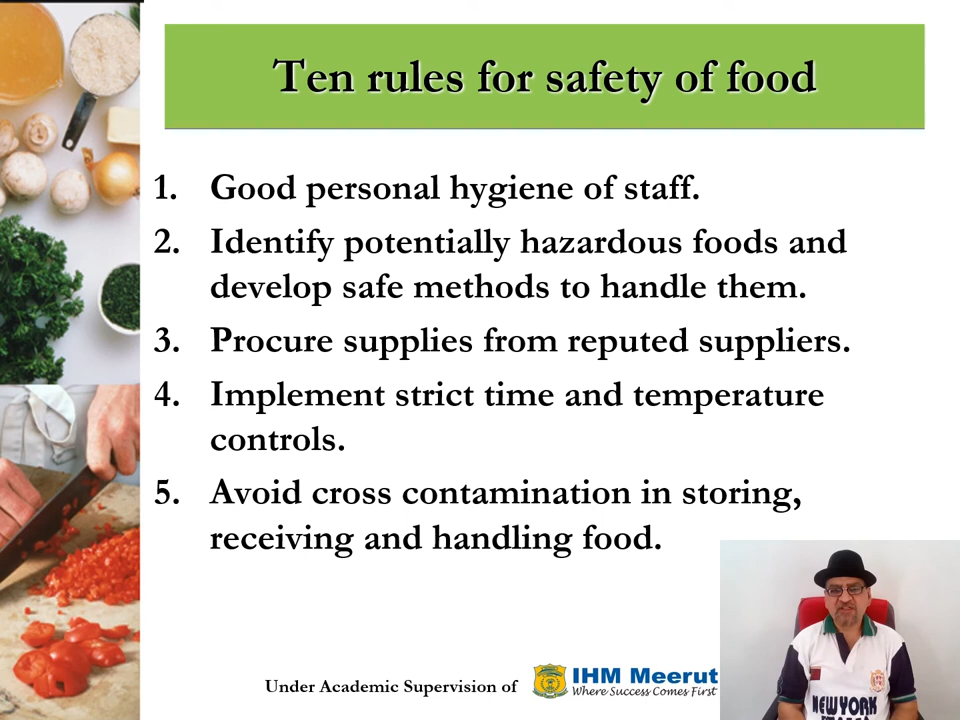 Ten rules for safety of food
1. Good personal hygiene of staff.
2. Identify potentially hazardous foods and
develop safe methods to handle them.
3. Procure supplies from reputed suppliers.
4. Implement strict time and temperature
controls.
5. Avoid cross contamination in storing,
receiving and handling food.
Under Academic Supervision of
IHM Meerut
Where Success Comes First
NEWYORK